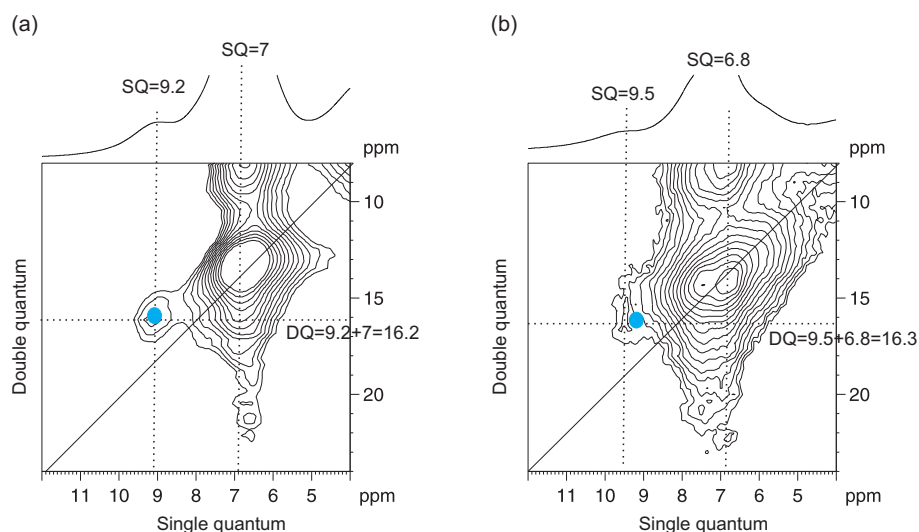 (a)
SQ=7
SQ=9.2
ppm
10
15
DQ=9.2+7=16.2
20
Double quantum
11 10 9 8 7 6 5 ppm
Single quantum
(b)
SQ=6.8
SQ=9.5
ppm
10
15
DQ=9.5+6.8=16.3
20
Double quantum
11 10 9 8 7 6 5 ppm
Single quantum